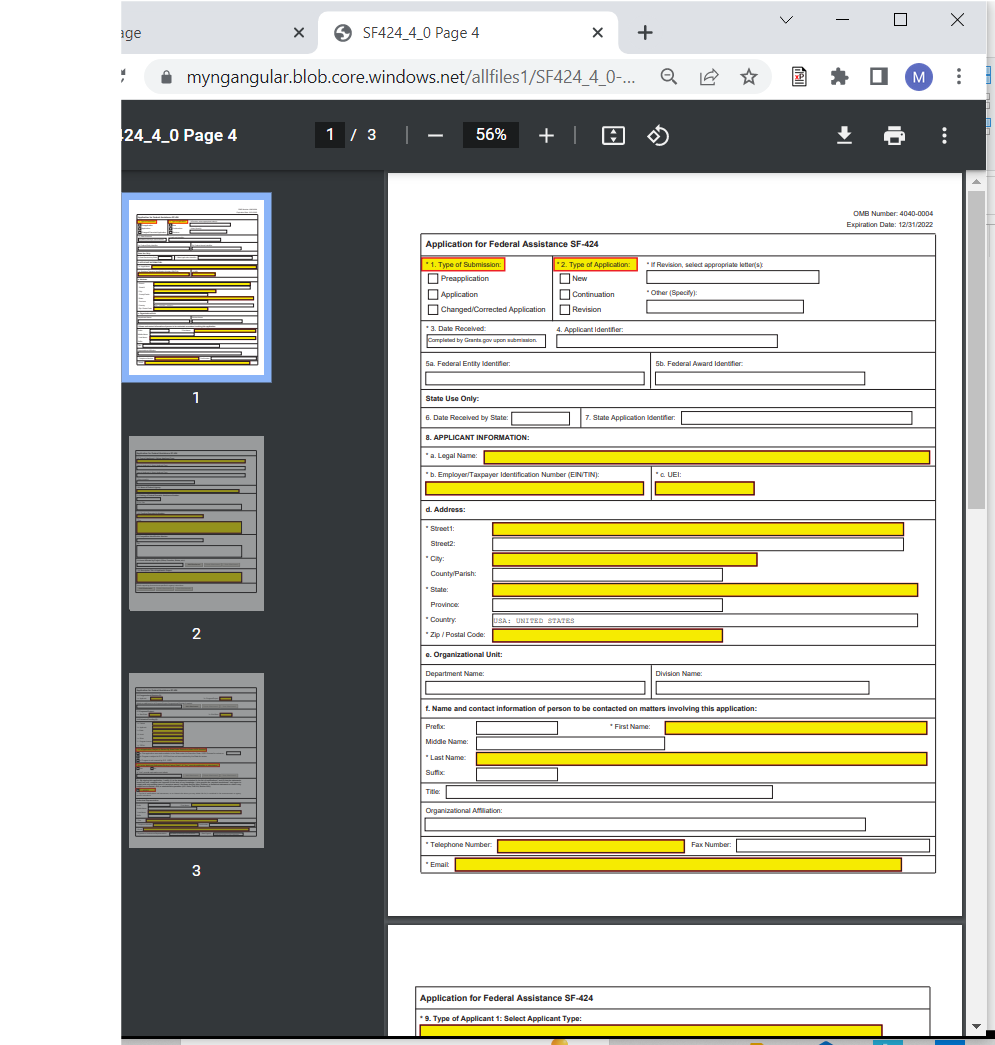 age
SF424_4_0 Page 4
myngangular.blob.core.windows.net/allfiles1/SF424_4_0-...
M
424_4_0 Page 4
1 / 3
56%
1
2
3
OMB Number: 4040-0004
Expiration Date: 12/31/2022
Application for Federal Assistance SF-424
* 1. Type of Submission:
* 2. Type of Application:
* If Revision, select appropriate letter(s):
Preapplication
New
Application
Continuation
* Other (Specify):
Changed/Corrected Application
Revision
* 3. Date Received:
4. Applicant Identifier:
Completed by Grants.gov upon submission.
5a. Federal Entity Identifier:
5b. Federal Award Identifier:
State Use Only:
6. Date Received by State:
7. State Application Identifier:
8. APPLICANT INFORMATION:
* a. Legal Name:
* b. Employer/Taxpayer Identification Number (EIN/TIN):
* c. UEI:
d. Address:
* Street1:
Street2:
* City:
County/Parish:
* State:
Province:
* Country:
USA: UNITED STATES
* Zip / Postal Code:
e. Organizational Unit:
Department Name:
Division Name:
f. Name and contact information of person to be contacted on matters involving this application:
Prefix:
* First Name:
Middle Name:
* Last Name:
Suffix:
Title:
Organizational Affiliation:
* Telephone Number:
Fax Number:
* Email:
Application for Federal Assistance SF-424
* 9. Type of Applicant 1: Select Applicant Type: